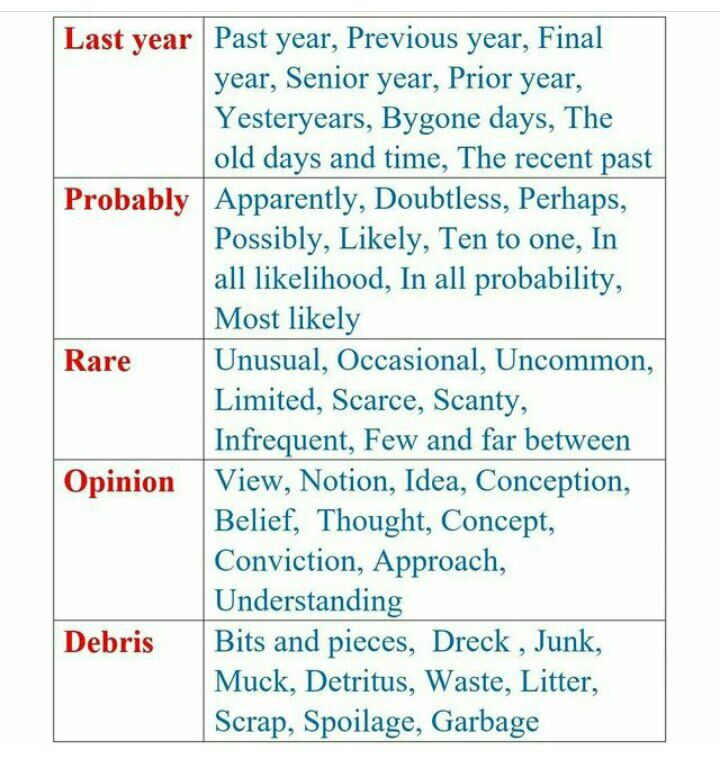 Last year Past year, Previous year, Final
year, Senior year, Prior year,
Yesteryears, Bygone days, The
old days and time, The recent past
Probably Apparently, Doubtless, Perhaps,
Possibly, Likely, Ten to one, In
all likelihood, In all probability,
Most likely
Rare Unusual, Occasional, Uncommon,
Limited, Scarce, Scanty,
Infrequent, Few and far between
Opinion View, Notion, Idea, Conception,
Belief,  Thought, Concept,
Conviction, Approach,
Understanding
Debris Bits and pieces,  Dreck , Junk,
Muck, Detritus, Waste, Litter,
Scrap, Spoilage, Garbage